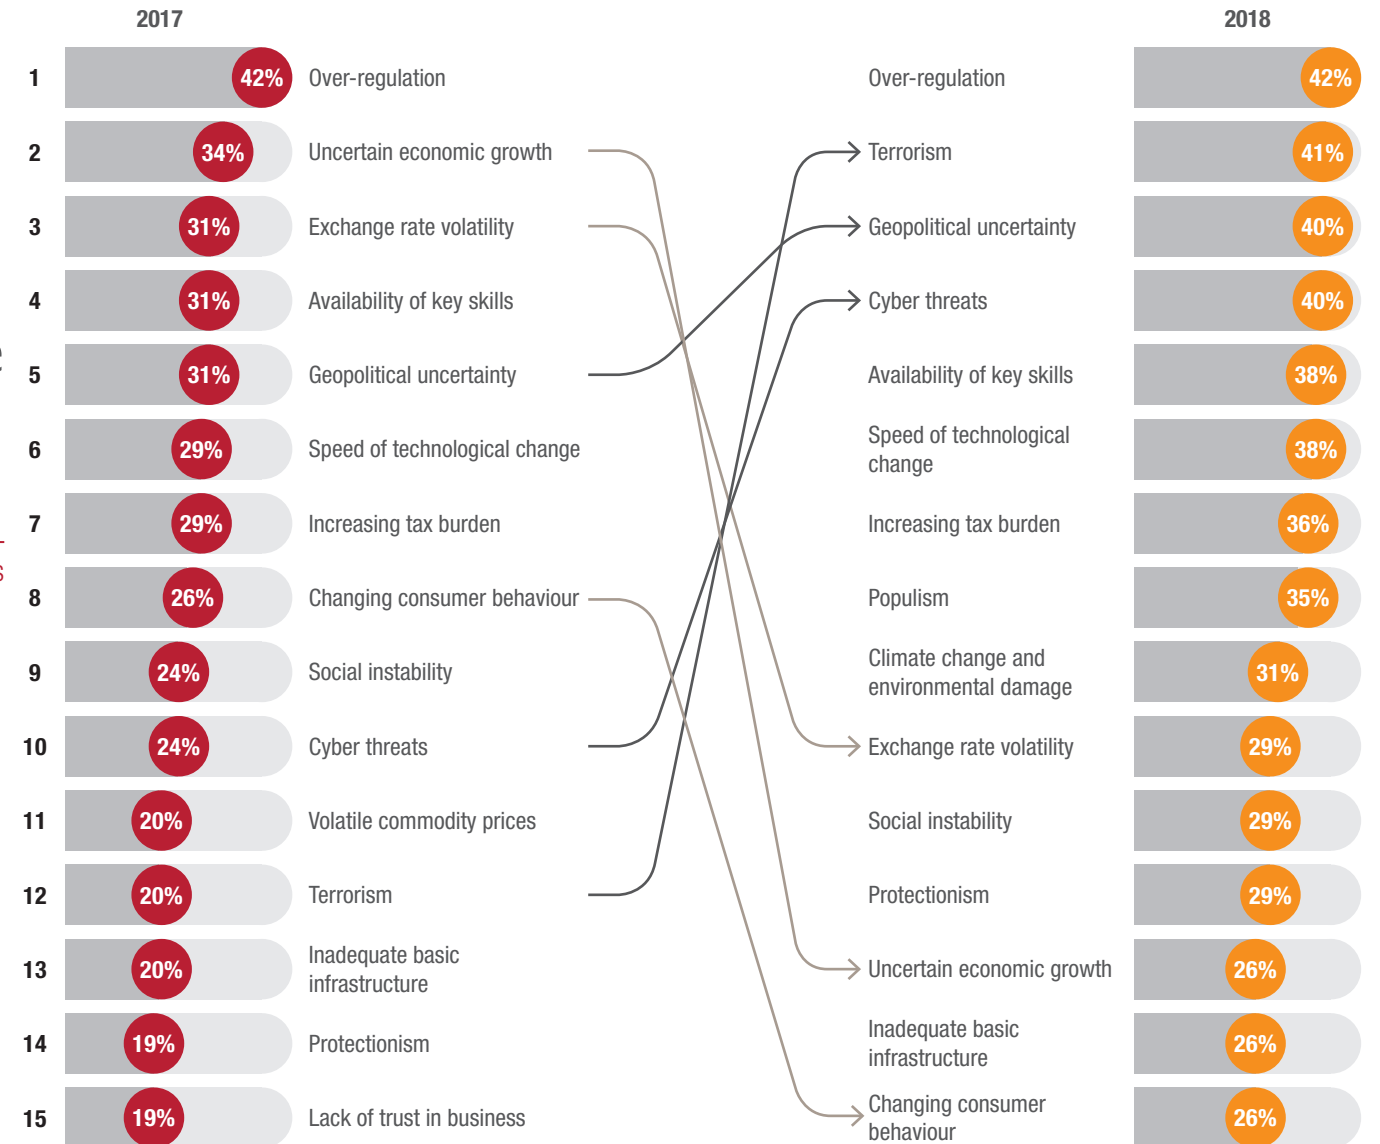 2017
2018
1
42%
Over-regulation
Over-regulation
42%
2
34%
Uncertain economic growth
Terrorism
41%
3
31%
Exchange rate volatility
Geopolitical uncertainty
40%
4
31%
Availability of key skills
Cyber threats
40%
e
5
31%
Geopolitical uncertainty
Availability of key skills
38%
6
29%
Speed of technological change
Speed of technological
change
38%
7
29%
Increasing tax burden
Increasing tax burden
36%
s
8
26%
Changing consumer behaviour
Populism
35%
9
24%
Social instability
Climate change and
environmental damage
31%
10
24%
Cyber threats
Exchange rate volatility
29%
11
20%
Volatile commodity prices
Social instability
29%
12
20%
Terrorism
Protectionism
29%
13
20%
Inadequate basic
infrastructure
Uncertain economic growth
26%
14
19%
Protectionism
Inadequate basic
infrastructure
26%
15
19%
Lack of trust in business
Changing consumer
behaviour
26%